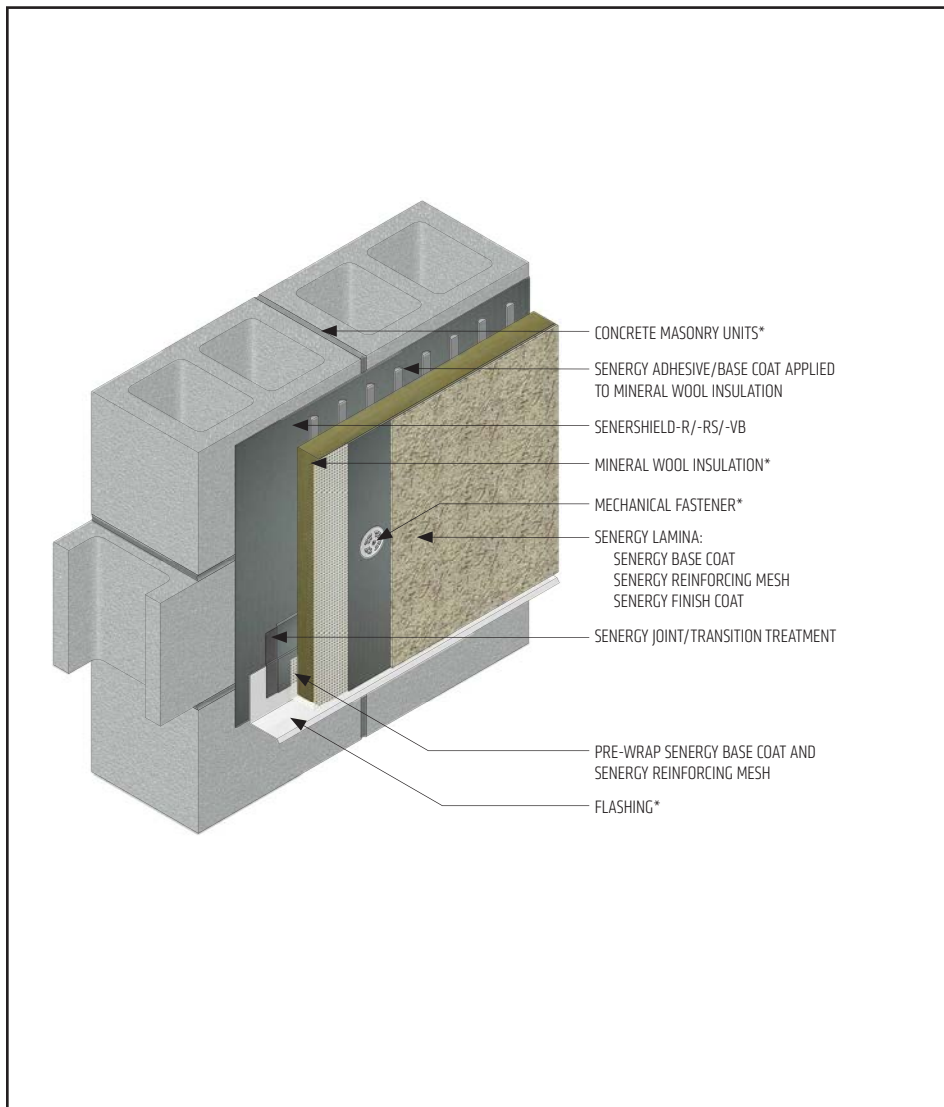 CONCRETE MASONRY UNITS*
SENERGY ADHESIVE/BASE COAT APPLIED
TO MINERAL WOOL INSULATION
SENERSHIELD-R/-RS/-VB
MINERAL WOOL INSULATION*
MECHANICAL FASTENER*
SENERGY LAMINA:
SENERGY BASE COAT
SENERGY REINFORCING MESH
SENERGY FINISH COAT
SENERGY JOINT/TRANSITION TREATMENT
PRE-WRAP SENERGY BASE COAT AND
SENERGY REINFORCING MESH
FLASHING*